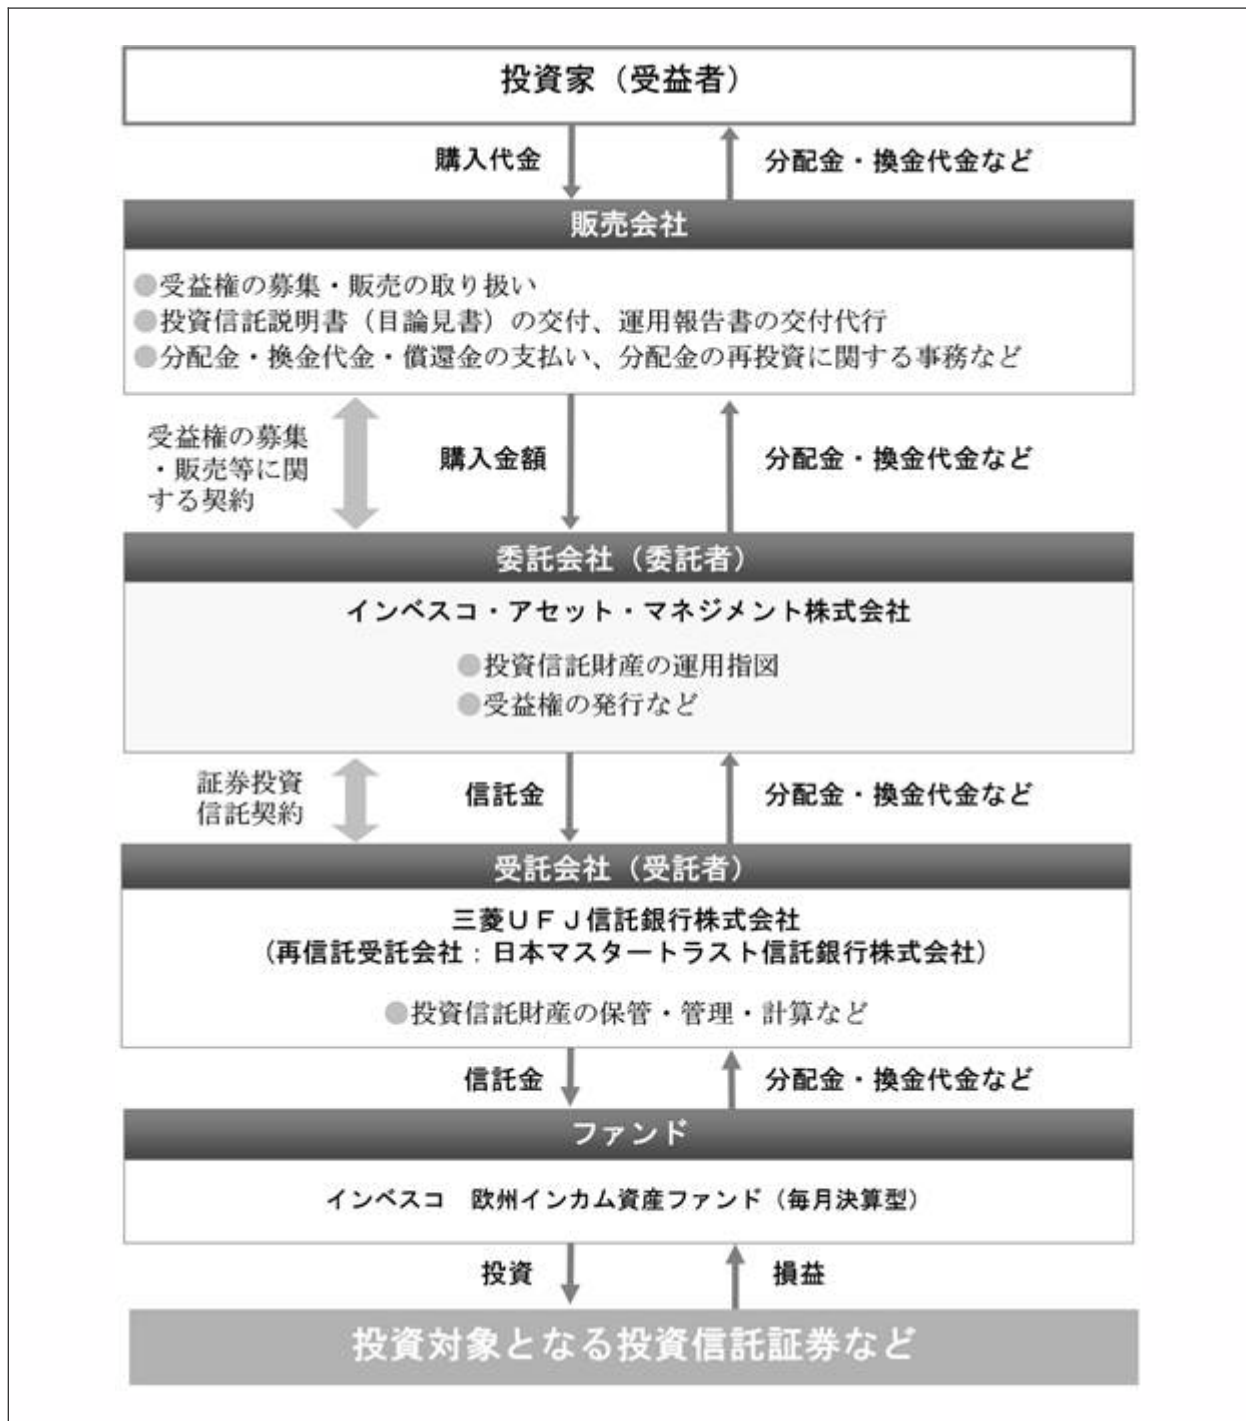 投資家（受益者）
購入代金
分配金・換金代金など
販売会社
●受益権の募集・販売の取り扱い
●投資信託説明書（目論見書）の交付、運用報告書の交付代行
●分配金・換金代金・償還金の支払い、分配金の再投資に関する事務など
受益権の募集
・販売等に関
する契約
購入金額
分配金・換金代金など
委託会社（委託者）
インベスコ・アセット・マネジメント株式会社
●投資信託財産の運用指図
●受益権の発行など
証券投資
信託契約
信託金
分配金・換金代金など
受託会社（受託者）
三菱ＵＦＪ信託銀行株式会社
（再信託受託会社：日本マスタートラスト信託銀行株式会社）
●投資信託財産の保管・管理・計算など
信託金
分配金・換金代金など
ファンド
インベスコ　欧州インカム資産ファンド（毎月決算型）
投資
損益
投資対象となる投資信託証券など